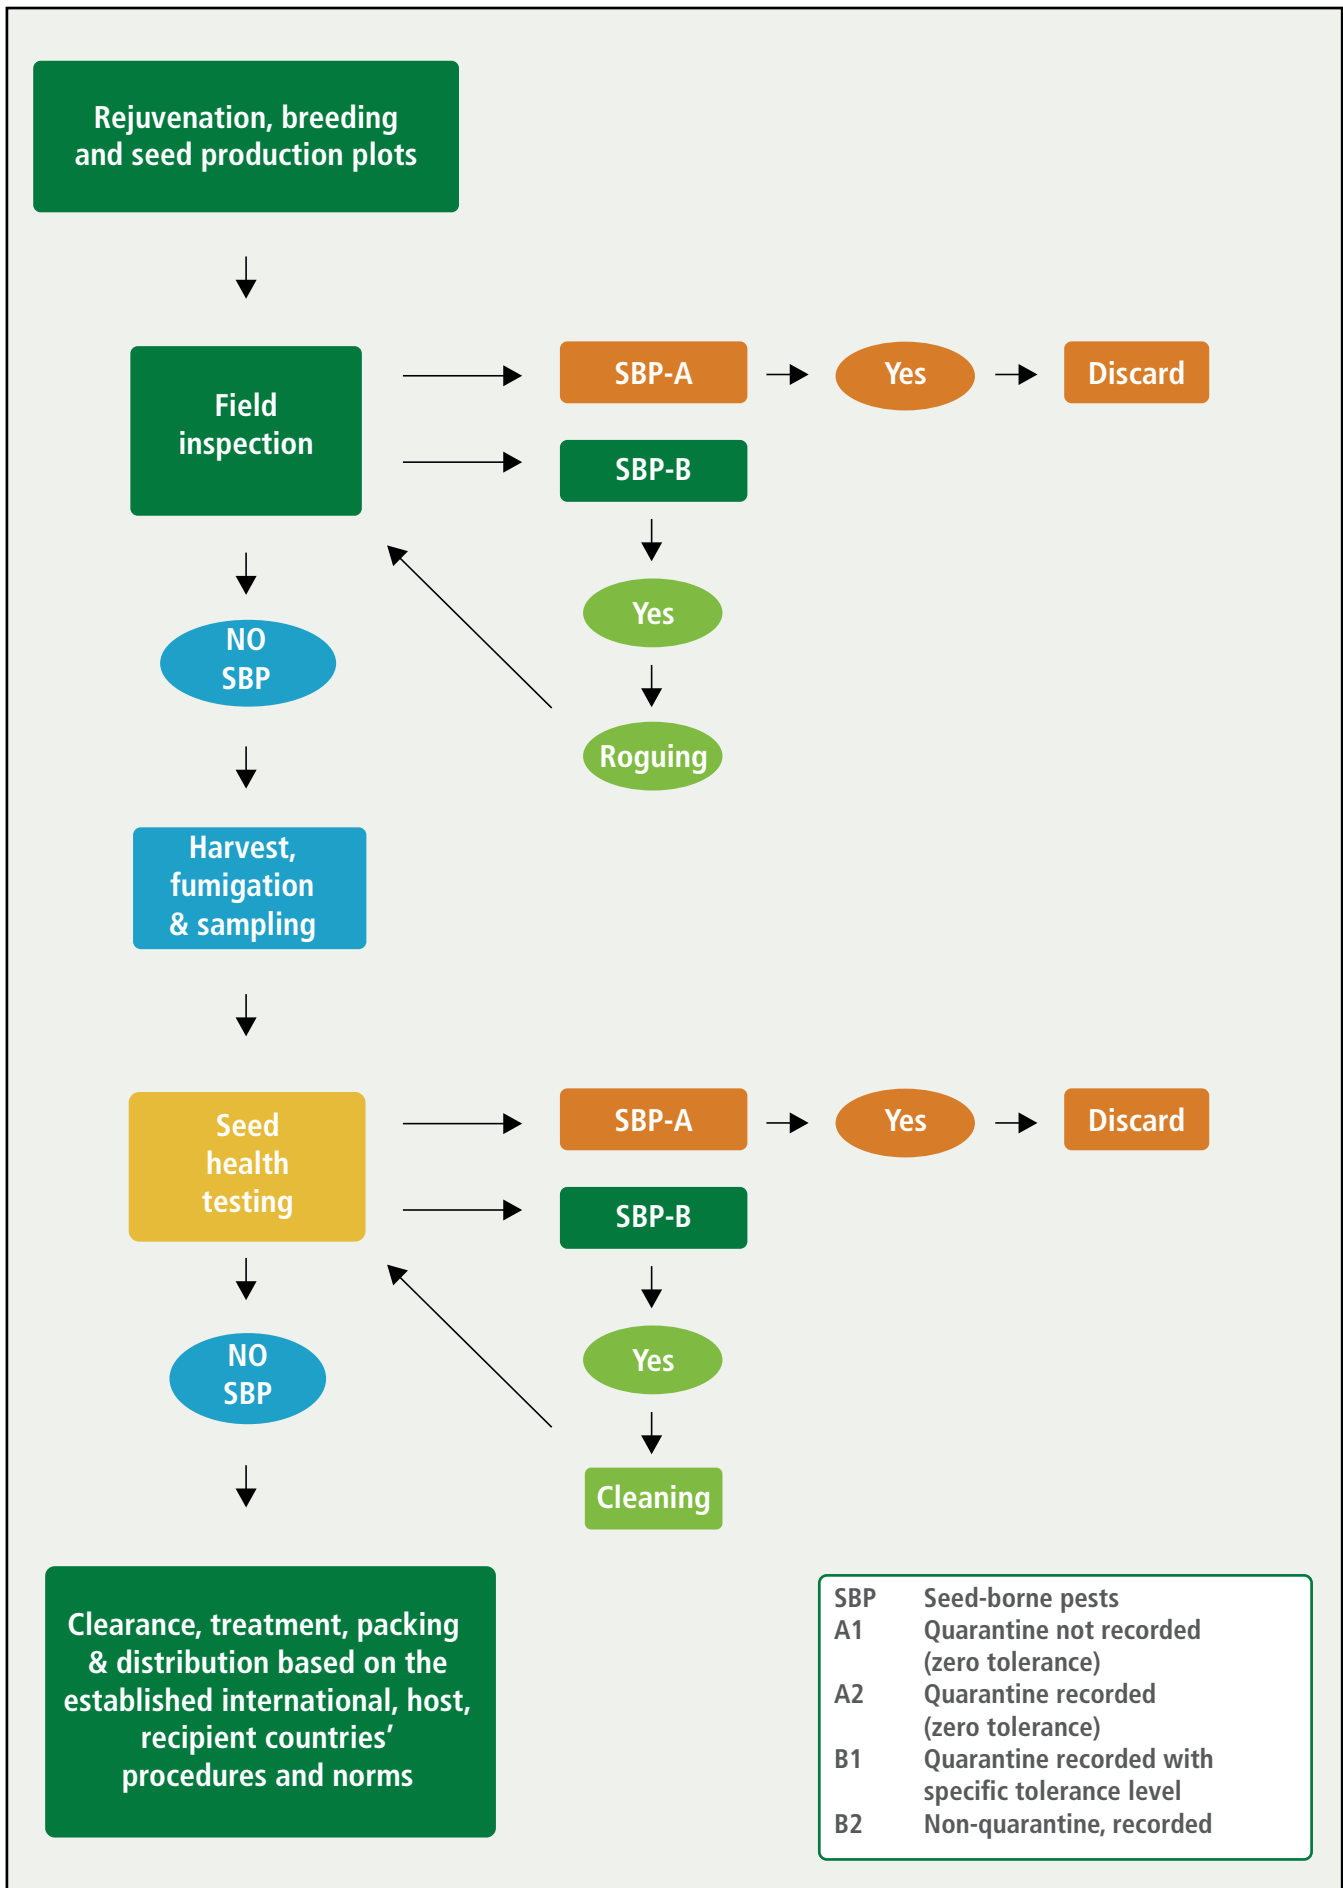 Rejuvenation, breeding
and seed production plots
Field
inspection
SBP-A
Yes
Discard
SBP-B
Yes
Roguing
NO
SBP
Harvest,
fumigation
& sampling
Seed
health
testing
SBP-A
Yes
Discard
SBP-B
Yes
Cleaning
NO
SBP
Clearance, treatment, packing
& distribution based on the
established international, host,
recipient countries’
procedures and norms
SBP Seed-borne pests
A1 Quarantine not recorded
(zero tolerance)
A2 Quarantine recorded
(zero tolerance)
B1 Quarantine recorded with
specific tolerance level
B2 Non-quarantine, recorded